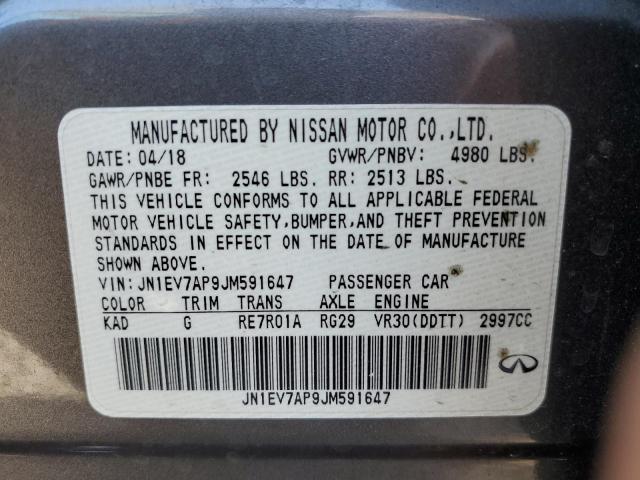 MANUFACTURED BY NISSAN MOTOR CO.,LTD.
DATE: 04/18 GVWR/PNBV: 4980 LBS.
GAWR/PNBE FR: 2546 LBS. RR: 2513 LBS.
THIS VEHICLE CONFORMS TO ALL APPLICABLE FEDERAL
MOTOR VEHICLE SAFETY,BUMPER,AND THEFT PREVENTION
STANDARDS IN EFFECT ON THE DATE OF MANUFACTURE
SHOWN ABOVE.
VIN: JN1EV7AP9JM591647 PASSENGER CAR
COLOR TRIM TRANS AXLE ENGINE
KAD G RE7R01A RG29 VR30(DDTT) 2997CC
JN1EV7AP9JM591647